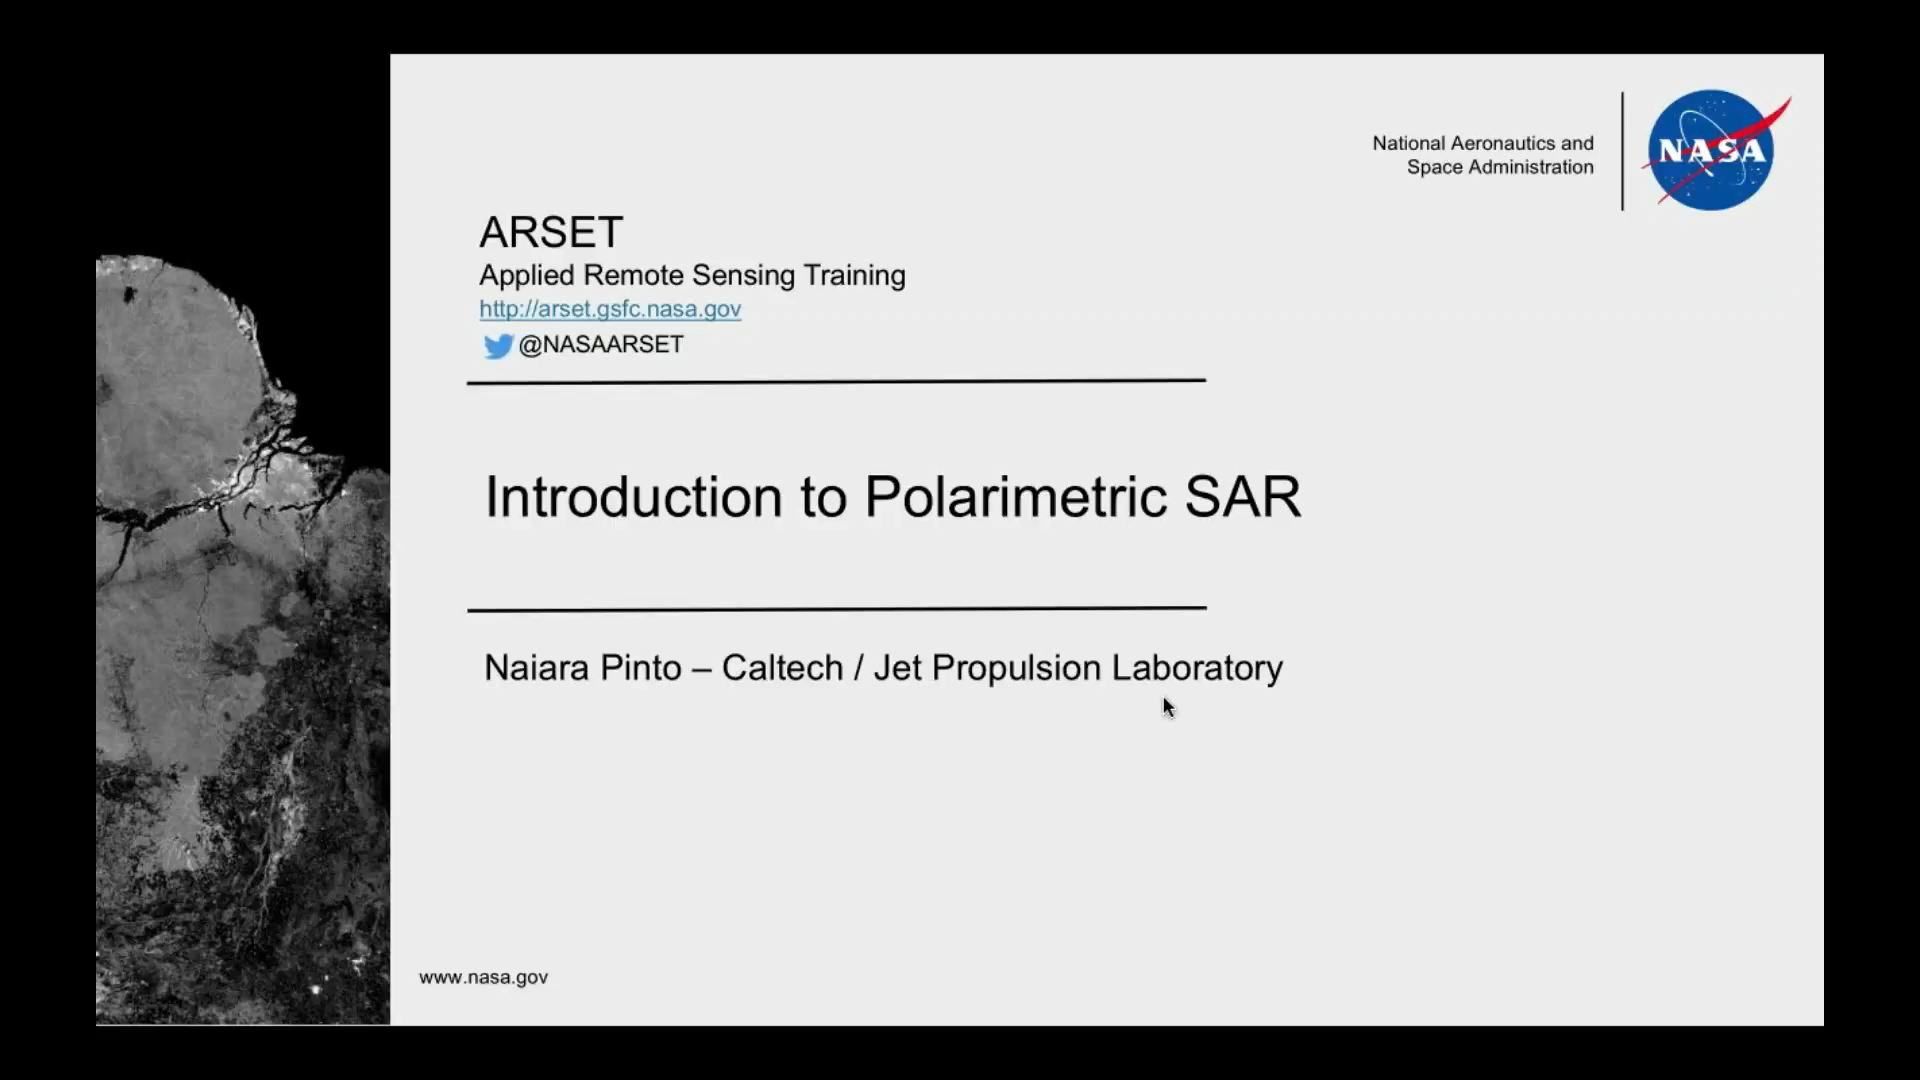 National Aeronautics and
Space Administration
NASA
ARSET
Applied Remote Sensing Training
http://arset.gsfc.nasa.gov
@NASAARSET
Introduction to Polarimetric SAR
Naiara Pinto – Caltech / Jet Propulsion Laboratory
www.nasa.gov